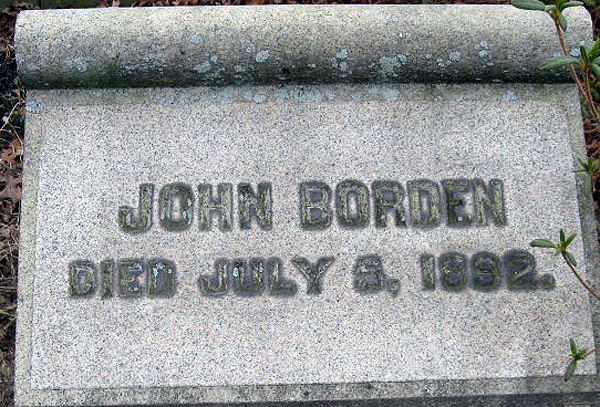 JOHN BORDEN
DIED JULY 5, 1892.